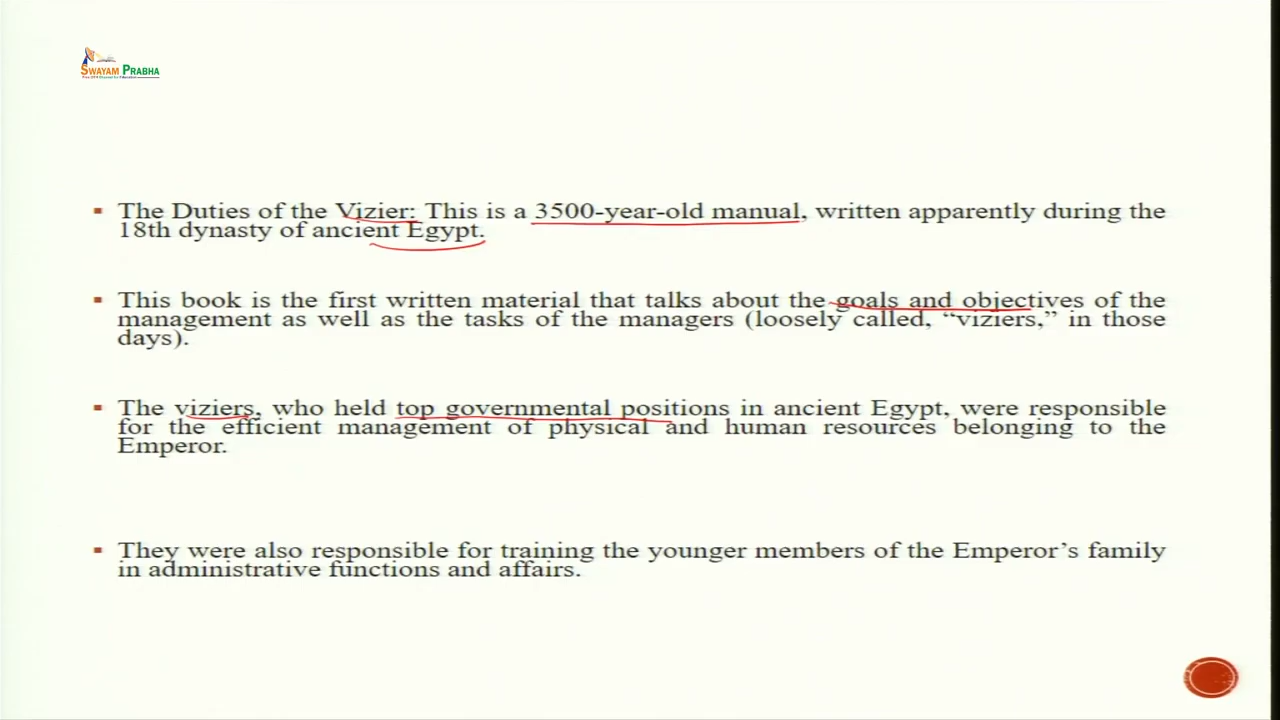 SWAYAM PRABHA
The Duties of the Vizier: This is a 3500-year-old manual, written apparently during the
18th dynasty of ancient Egypt.
This book is the first written material that talks about the goals and objectives of the
management as well as the tasks of the managers (loosely called, “viziers,” in those
days).
The viziers, who held top governmental positions in ancient Egypt, were responsible
for the efficient management of physical and human resources belonging to the
Emperor.
They were also responsible for training the younger members of the Emperor’s family
in administrative functions and affairs.